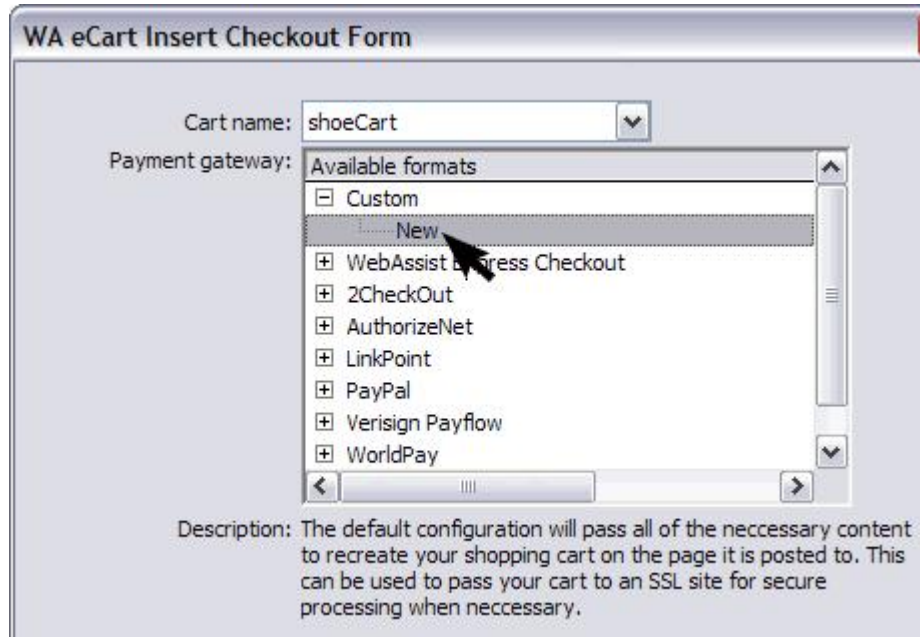 WA eCart Insert Checkout Form
Cart name: shoeCart
Payment gateway: Available formats
Custom
New
WebAssist Express Checkout
2CheckOut
AuthorizeNet
LinkPoint
PayPal
Verisign Payflow
WorldPay
Description: The default configuration will pass all of the neccessary content
to recreate your shopping cart on the page it is posted to. This
can be used to pass your cart to an SSL site for secure
processing when neccessary.